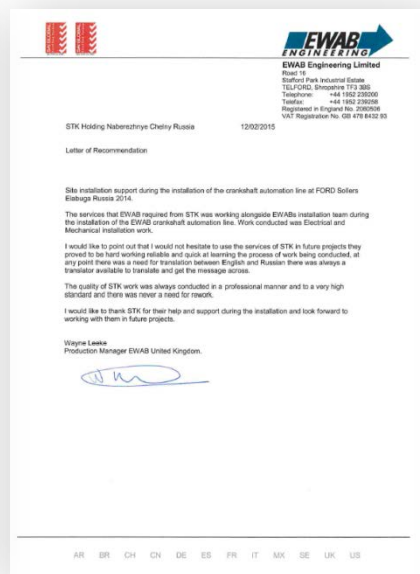 EWAB
ENGINEERING
EWAB Engineering Limited
Road 16
Stafford Park Industrial Estate
TELFORD, Shropshire TF3 3BS
Telephone: +44 1952 239200
Telefax: +44 1952 239258
Registered in England No.
VAT Registration No. GB 478 8432 93
STK Holding Naberezhnye Chelny Russia 12/02/2015
Letter of Recommendation
Site installation support during the installation of the crankshaft automation line at FORD Sollers
Elabuga Russia 2014.
The services that EWAB required from STK was working alongside EWABs installation team during
the installation of the EWAB crankshaft automation line. Work conducted was Electrical and
Mechanical installation work.
I would like to point out that I would not hesitate to use the services of STK in future projects they
proved to be hard working reliable and quick at learning the process of work being conducted, at
any point there was a need for translation between English and Russian there was always a
translator available to translate and get the message across.
The quality of STK work was always conducted in a professional manner and to a very high
standard and there was never a need for rework.
I would like to thank STK for their help and support during the installation and look forward to
working with them in future projects.
Wayne Leeke
Production Manager EWAB United Kingdom.
AR BR CH CN DE ES FR IT MX SE UK US